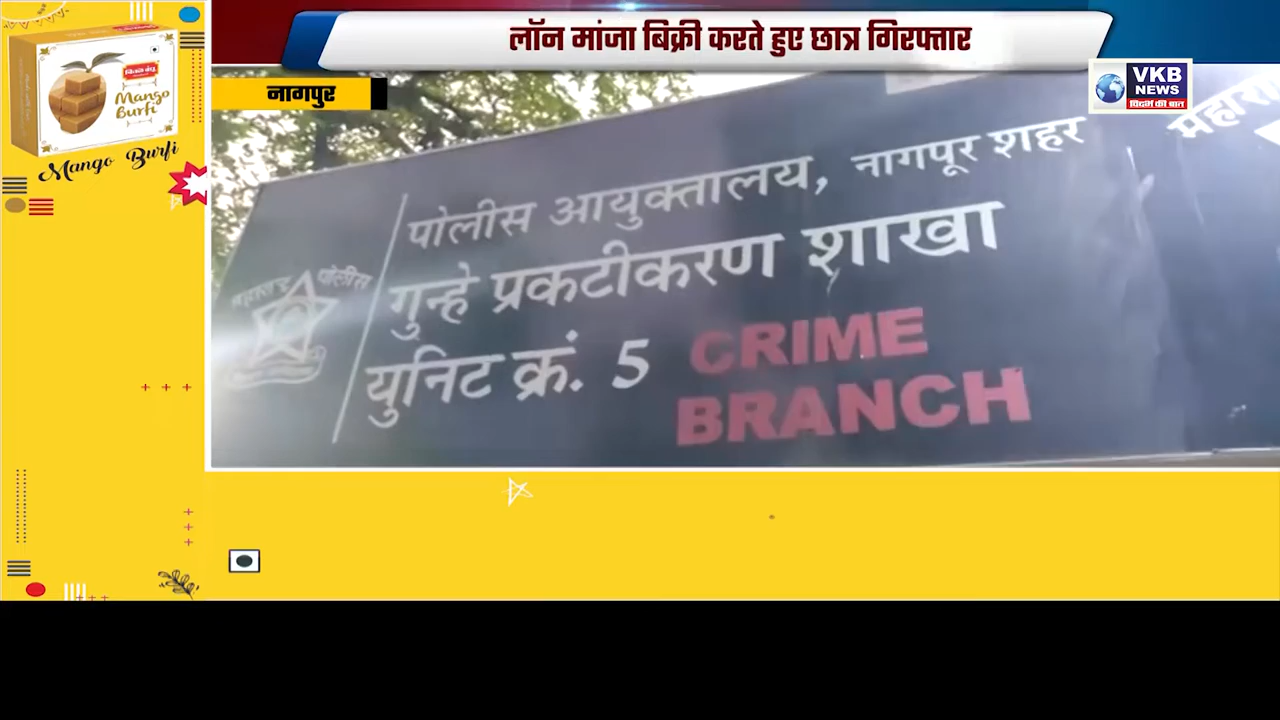 लॉन मांजा बिक्री करते हुए छात्र गिरफ्तार
नागपुर
VKB
NEWS
विदर्भ की बात
Mango
Burfi
Mango Burfi
पोलीस आयुक्तालय, नागपूर शहर
गुन्हे प्रकटीकरण शाखा
युनिट क्रं. 5
CRIME
BRANCH
पोलीस